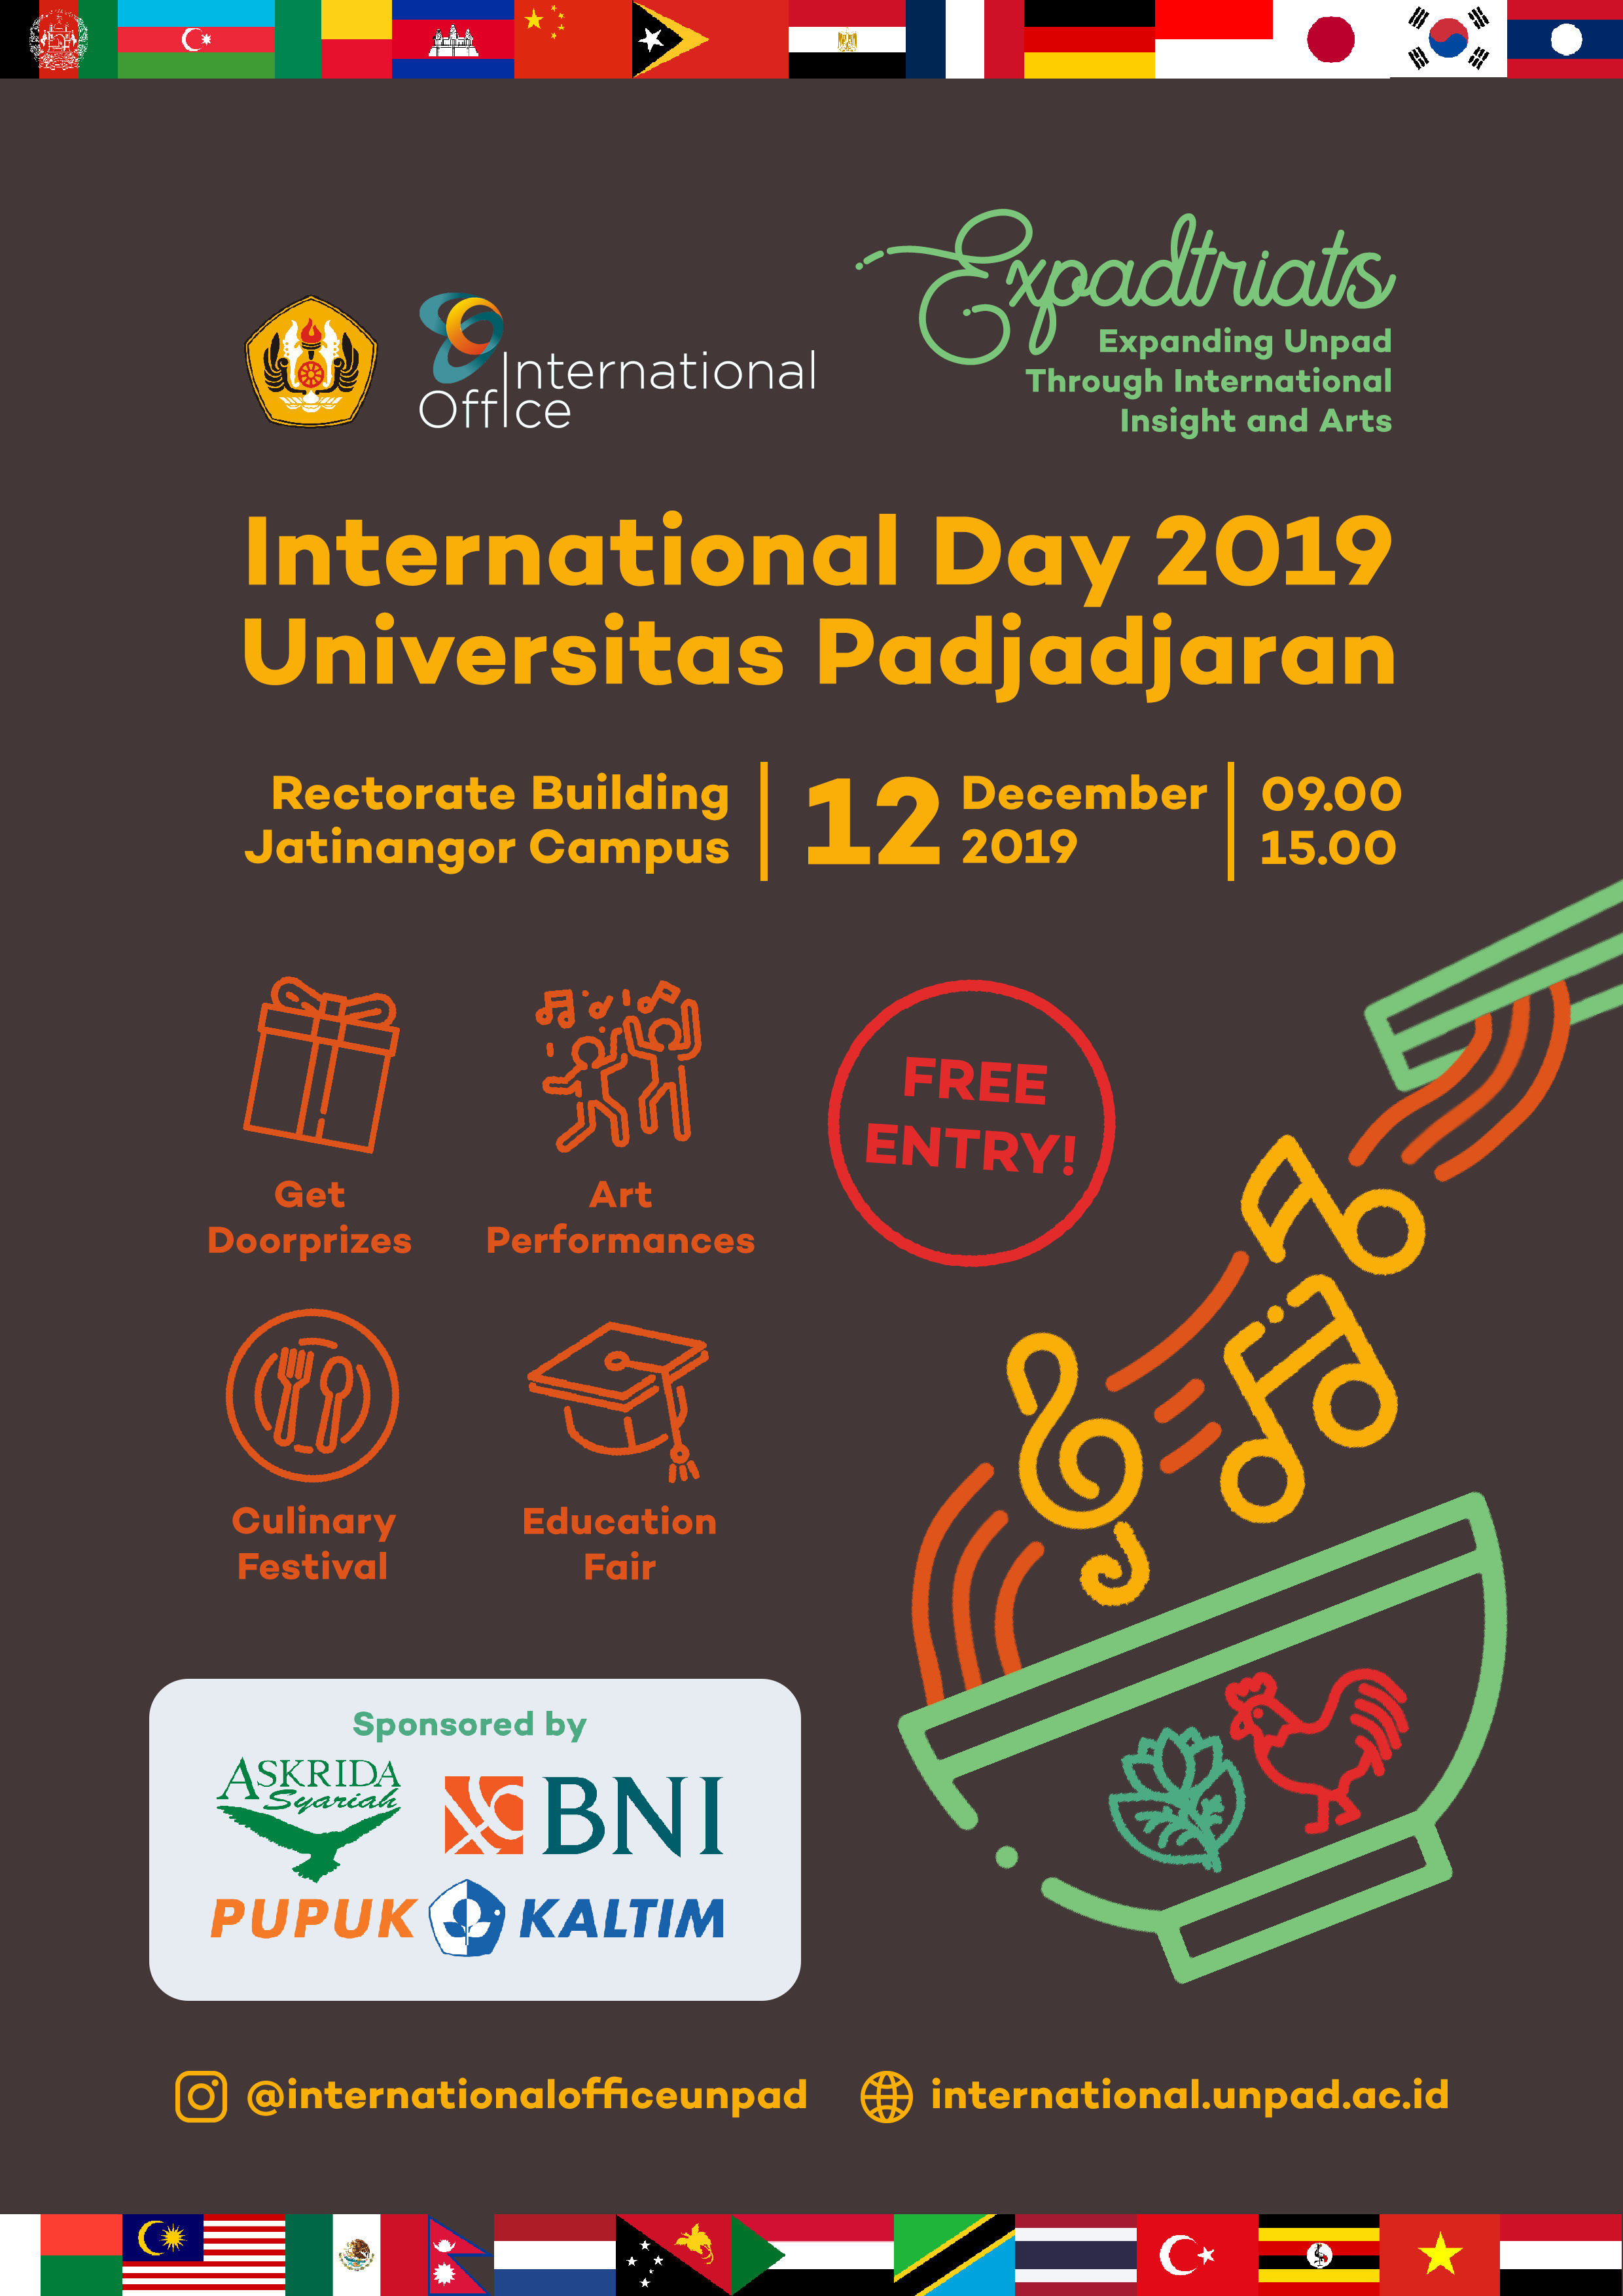 International
Office
Expadtriats
Expanding Unpad
Through International
Insight and Arts
International Day 2019
Universitas Padjadjaran
Rectorate Building
Jatinangor Campus
12 December
2019
09.00
15.00
Get
Doorprizes
Art
Performances
FREE
ENTRY!
Culinary
Festival
Education
Fair
Sponsored by
ASKRIDA
Syariah
BNI
PUPUK KALTIM
@internationalofficeunpad
international.unpad.ac.id